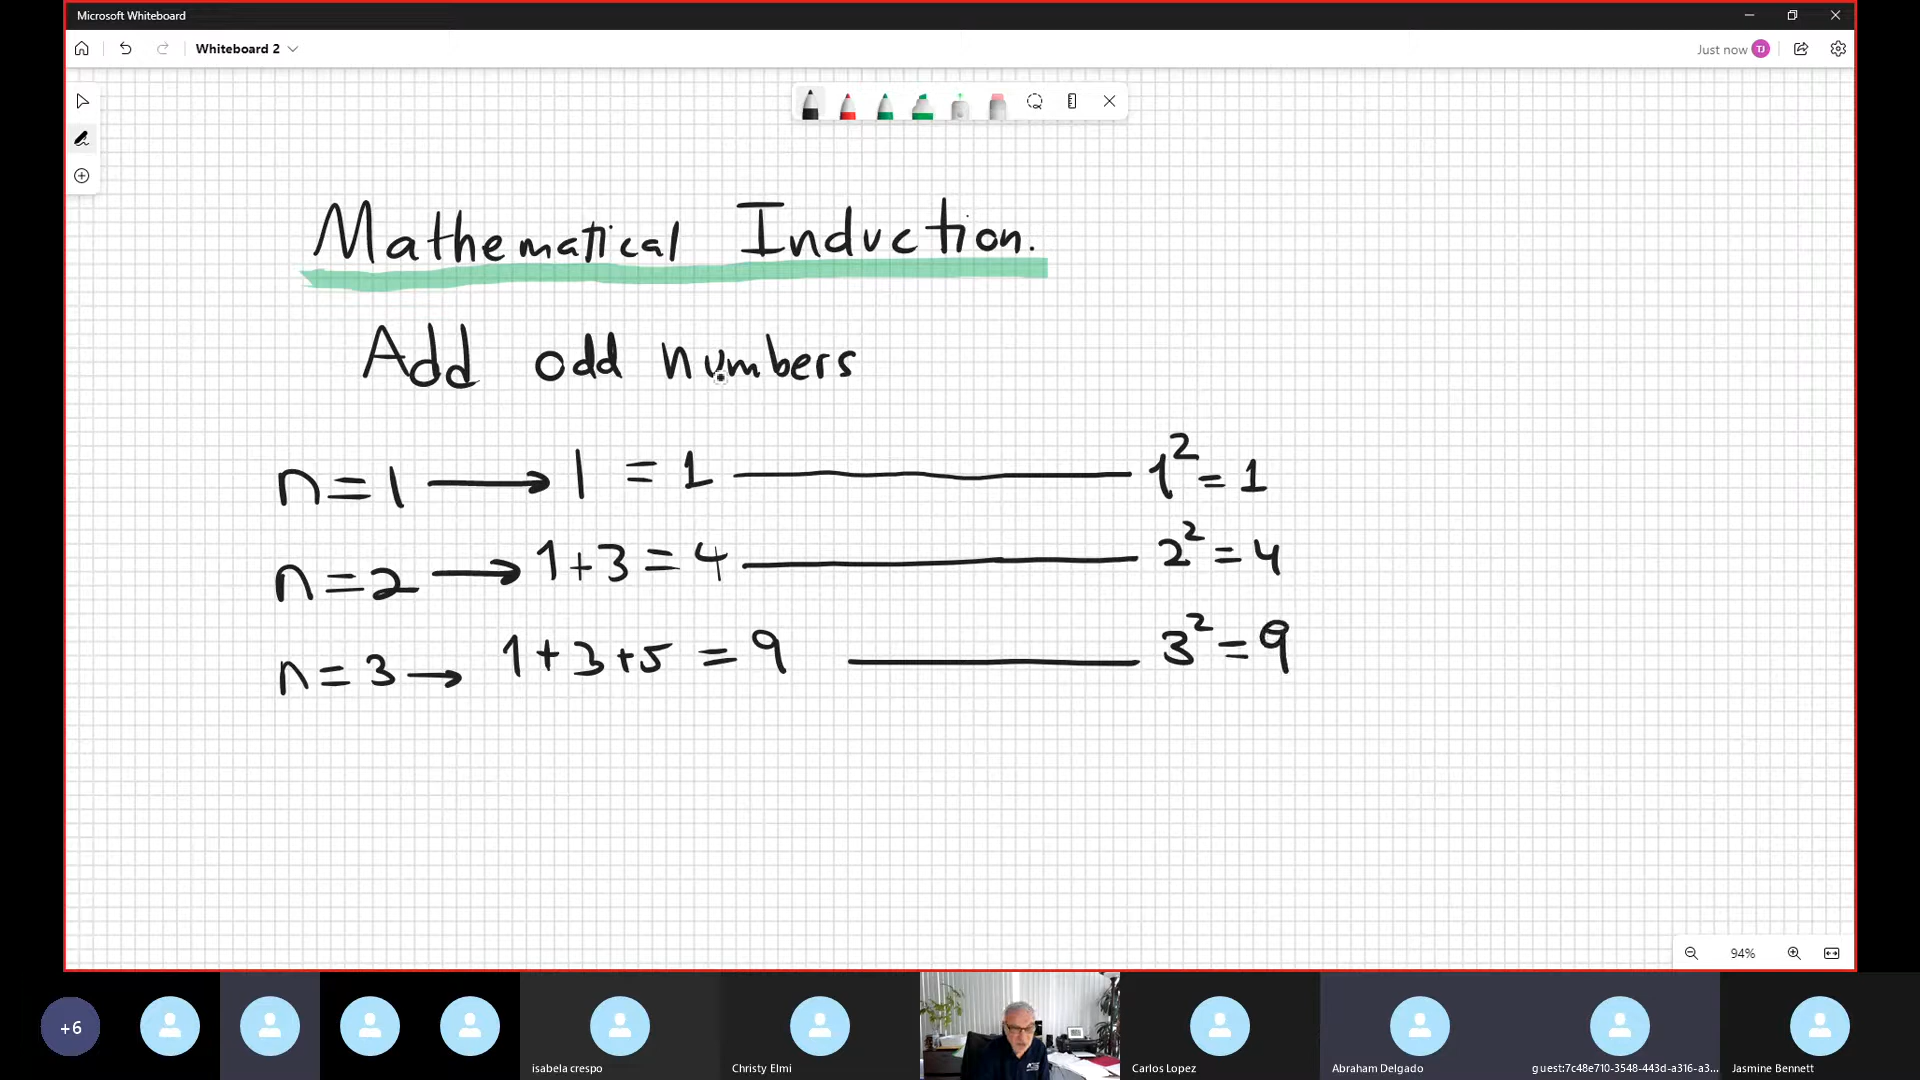 Microsoft Whiteboard
Whiteboard 2
Just now TJ
Mathematical Induction.
Add odd numbers
n=1 → 1 = 1 — 1² = 1
n=2 → 1+3=4 — 2² = 4
n=3 → 1+3+5 = 9 — 3² = 9
94%
+6
isabela crespo
Christy Elmi
Carlos Lopez
Abraham Delgado
guest:7c48e710-3548-443d-a316-a3...
Jasmine Bennett